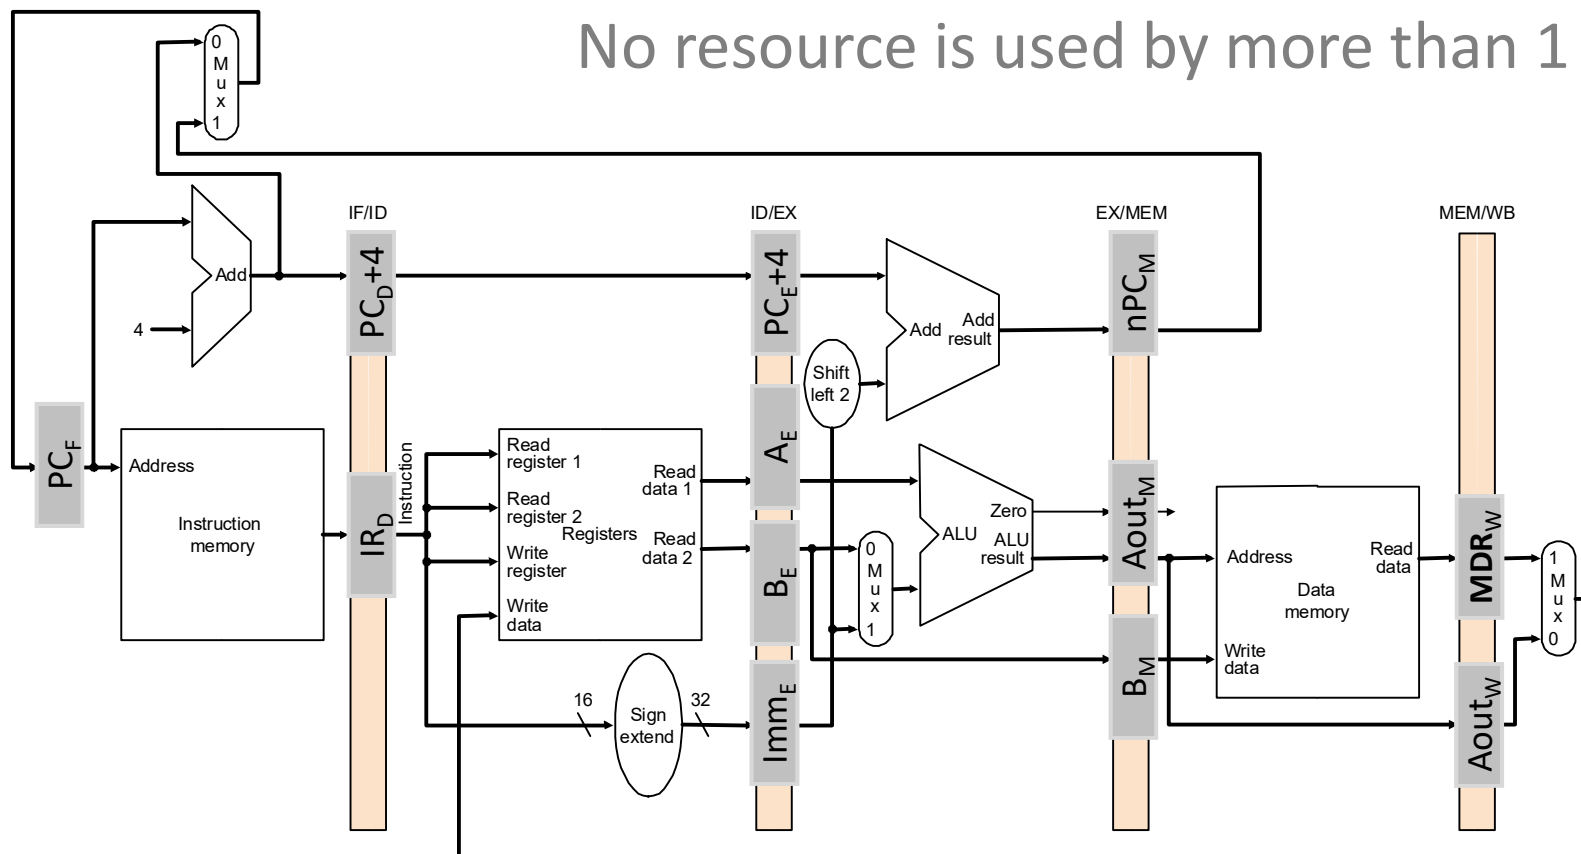 No resource is used by more than 1
0
M
u
x
1
IF/ID
ID/EX
EX/MEM
MEM/WB
Add
4
PC_D+4
PC_E+4
Add
Add
result
nPC_M
Shift
left 2
PC_F
Address
Instruction
memory
IR_D
Instruction
Read
register 1
Read
register 2
Write
register
Write
data
Registers
Read
data 1
Read
data 2
A_E
B_E
0
M
u
x
1
Zero
ALU
ALU
result
Aout_M
B_M
Address
Read
data
Data
memory
Write
data
MDR_W
Aout_W
1
M
u
x
0
16
Sign
extend
32
Imm_E